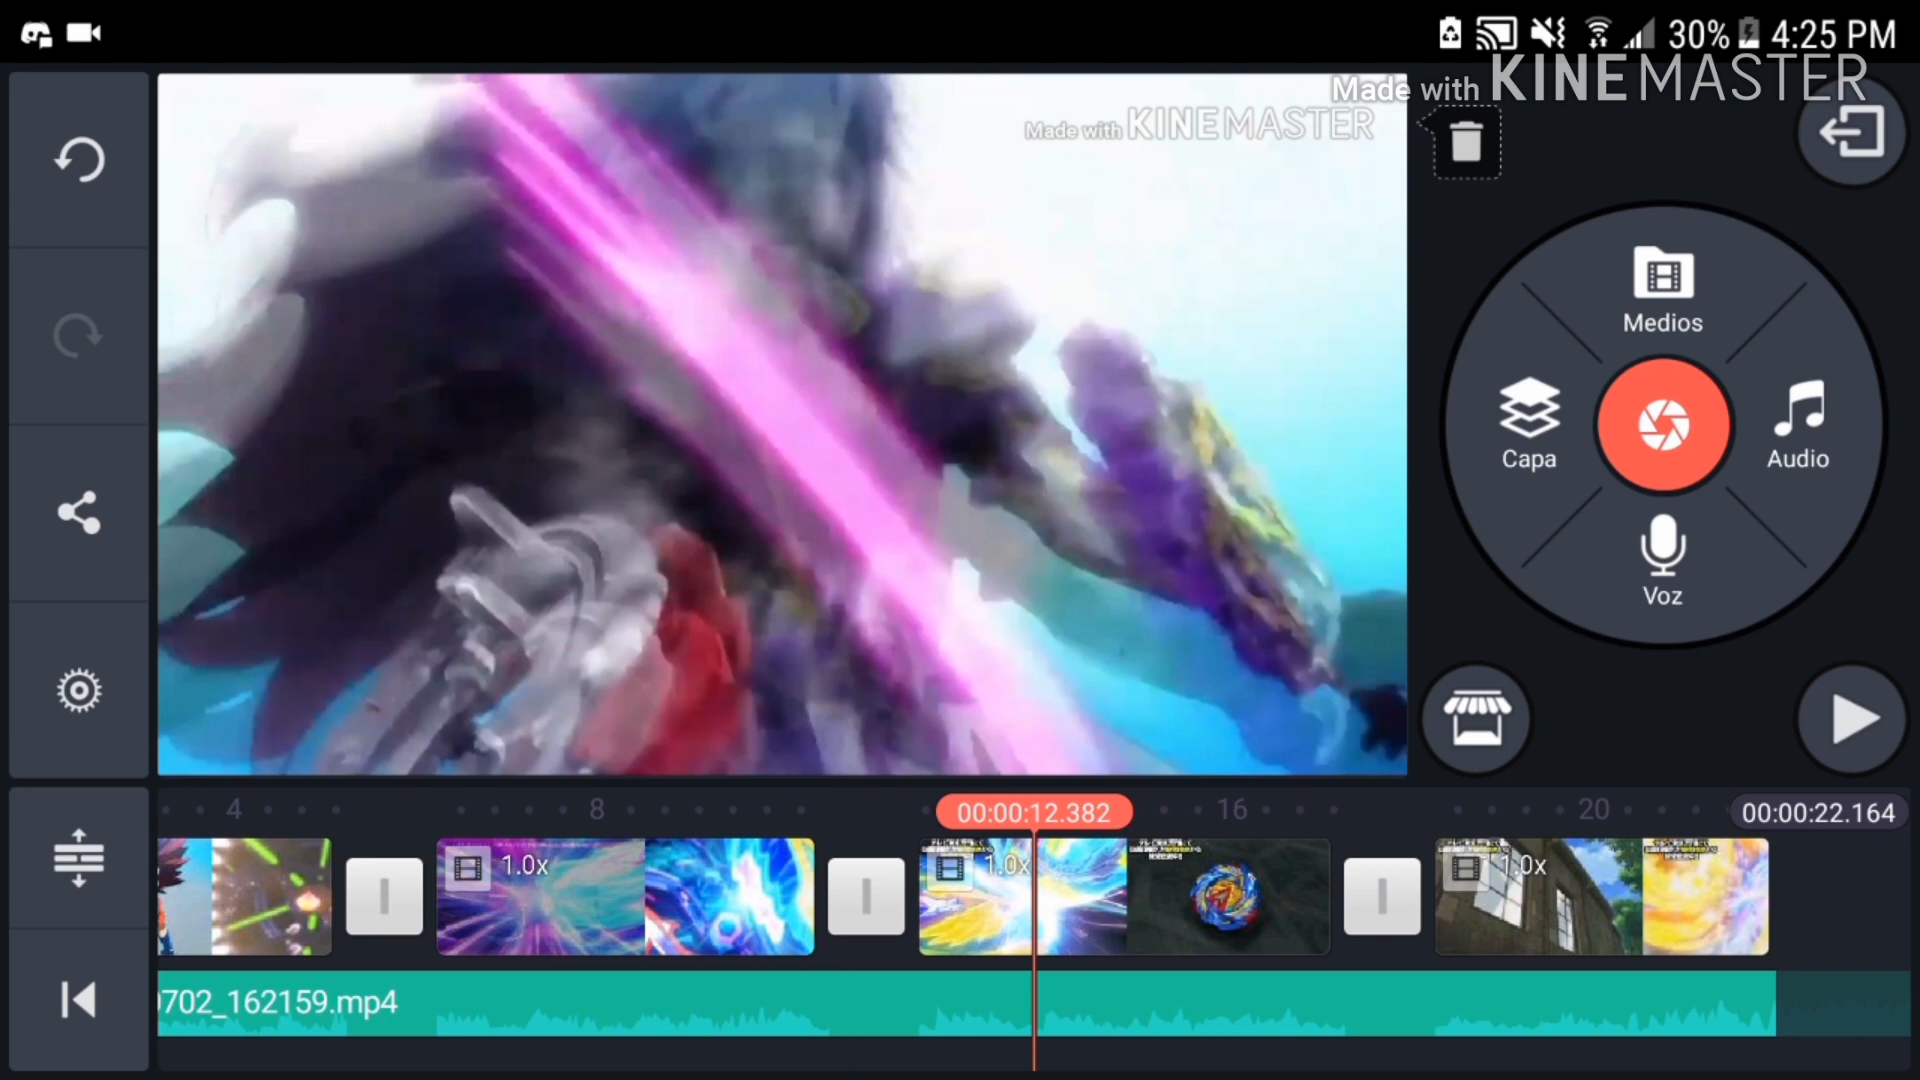 30% 4:25 PM
Made with KINEMASTER
Made with KINEMASTER
Medios
Capa
Audio
Voz
4
8
00:00:12.382
16
20
00:00:22.164
1.0x
1.0x
1.0x
0702_162159.mp4